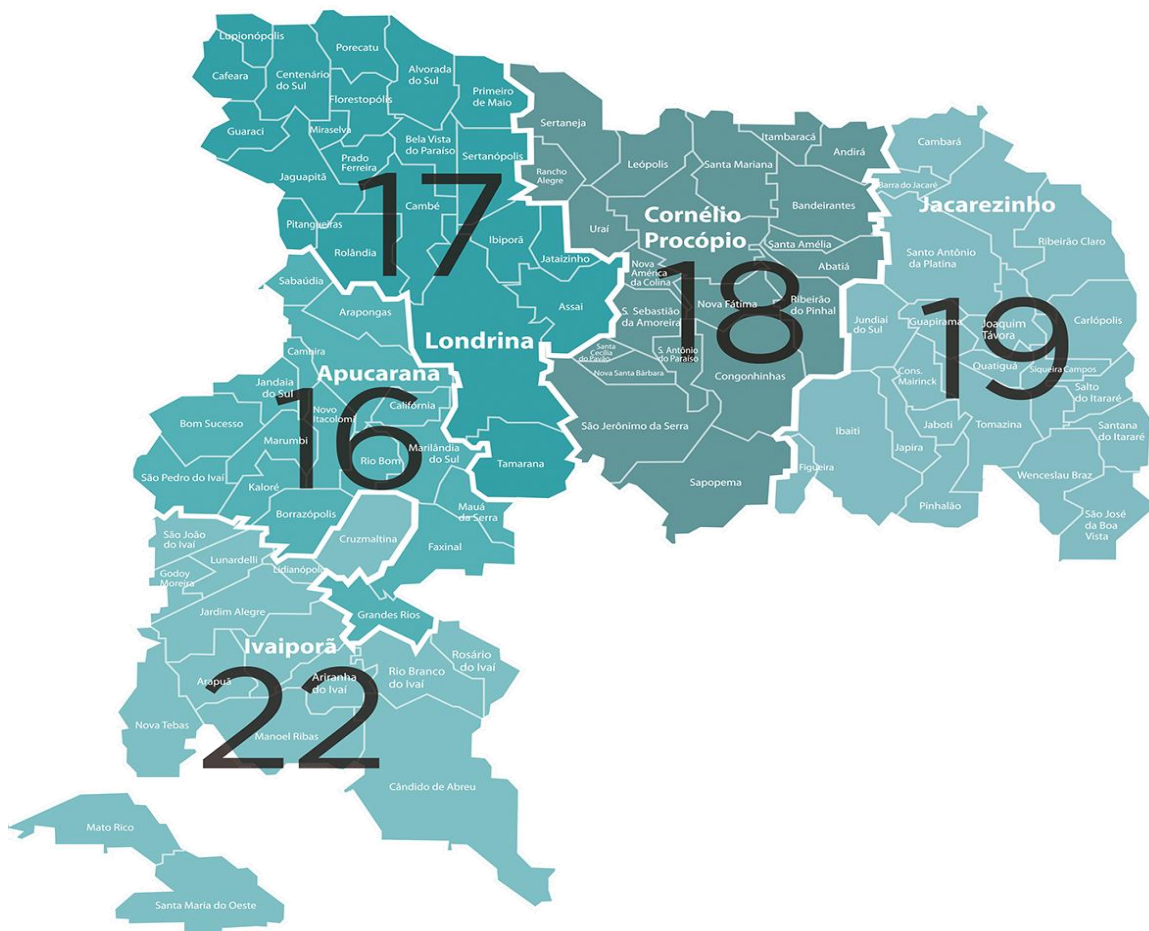 Lupionópolis
Porecatu
Cafeara
Centenário
do Sul
Alvorada
do Sul
Florestopólis
Primeiro
de Maio
Guaraci
Miraselva
Prado
Ferreira
Bela Vista
do Paraíso
Sertanópolis
Jaguapitã
17
Cambé
Pitangueiras
Rolândia
Ibiporã
Jataizinho
Assai
Londrina
Tamarana
Sabaúdia
Arapongas
Cambira
Apucarana
Jandaia
do Sul
16
Novo
Itacolomi
Califórnia
Bom Sucesso
Marumbi
Marilândia
do Sul
Rio Bom
São Pedro do Ivaí
Kaloré
Borrazópolis
Mauá
da Serra
Faxinal
Grandes Rios
Cruzmaltina
São João
do Ivaí
Lunardelli
Lidianópolis
Godoy
Moreira
Jardim Alegre
Ivaiporã
22
Arapuã
Ariranha
do Ivaí
Rio Branco
do Ivaí
Rosário
do Ivaí
Nova Tebas
Manoel Ribas
Cândido de Abreu
Mato Rico
Santa Maria do Oeste
Sertaneja
Rancho
Alegre
Leópolis
Santa Mariana
Itambaracá
Andirá
Uraí
Cornélio
Procópio
Bandeirantes
Santa Amélia
Abatiá
Nova
América
da Colina
18
S. Sebastião
da Amoreira
Nova Fátima
Ribeirão
do Pinhal
Santa
Cecília
do Pavão
S. Antônio
do Paraíso
Nova Santa Bárbara
Congonhinhas
São Jerônimo da Serra
Sapopema
Cambará
Barra do Jacaré
Jacarezinho
Ribeirão Claro
Santo Antônio
da Platina
19
Jundiaí
do Sul
Guapirama
Joaquim
Távora
Carlópolis
Cons.
Mairinck
Quatiguá
Siqueira Campos
Salto
do Itararé
Ibaiti
Jaboti
Tomazina
Santana
do Itararé
Japira
Figueira
Wenceslau Braz
Pinhalão
São José
da Boa
Vista